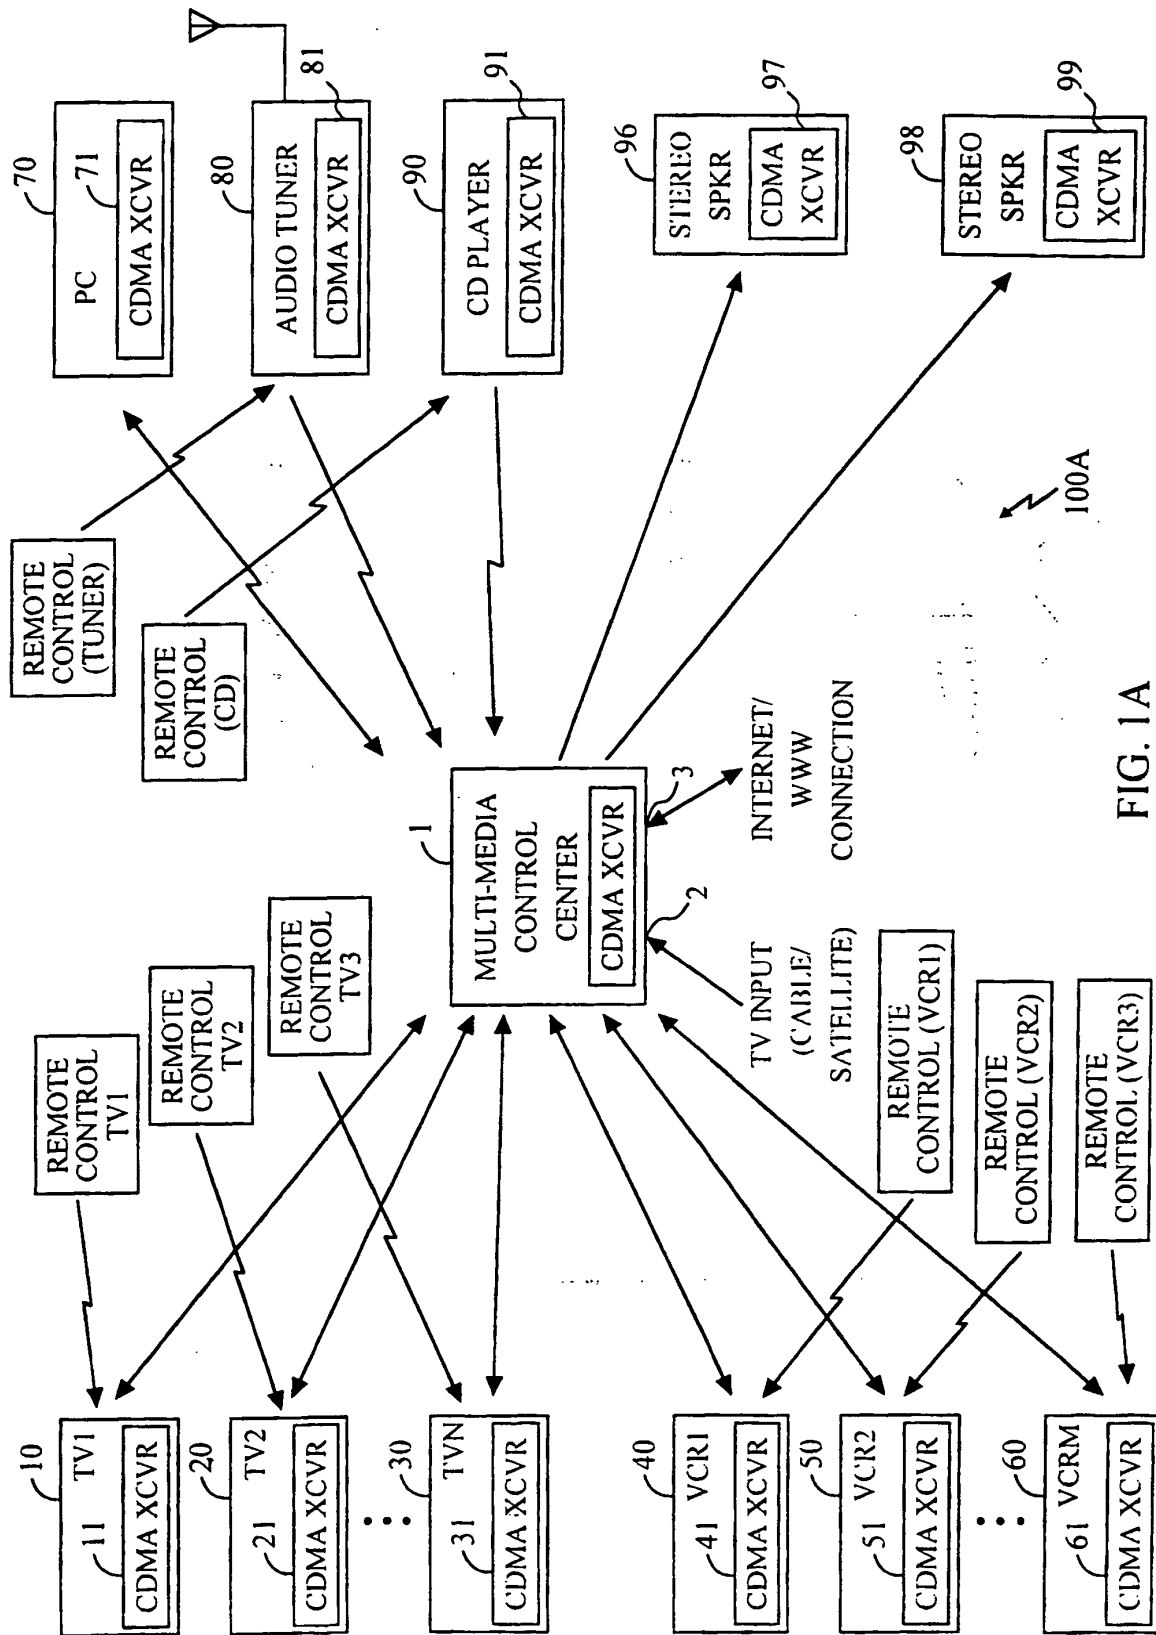 10
TV1
11
CDMA XCVR
20
TV2
21
CDMA XCVR
30
TVN
31
CDMA XCVR
40
VCR1
41
CDMA XCVR
50
VCR2
51
CDMA XCVR
60
VCRM
61
CDMA XCVR
REMOTE
CONTROL
TV1
REMOTE
CONTROL
TV2
REMOTE
CONTROL
TV3
1
MULTI-MEDIA
CONTROL
CENTER
CDMA XCVR
2
3
TV INPUT
(CABLE/
SATELLITE)
INTERNET/
WWW
CONNECTION
REMOTE
CONTROL (VCR1)
REMOTE
CONTROL (VCR2)
REMOTE
CONTROL (VCR3)
REMOTE
CONTROL
(TUNER)
REMOTE
CONTROL
(CD)
70
PC
71
CDMA XCVR
80
AUDIO TUNER
CDMA XCVR
81
90
CD PLAYER
CDMA XCVR
91
96
STEREO
SPKR
CDMA
XCVR
97
98
STEREO
SPKR
CDMA
XCVR
99
100A
FIG. 1A